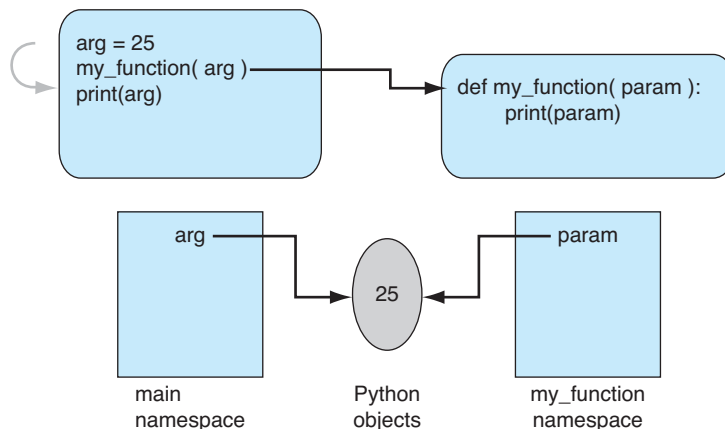 arg = 25
my_function( arg )
print(arg)
def my_function( param ):
print(param)
arg
25
param
main
namespace
Python
objects
my_function
namespace